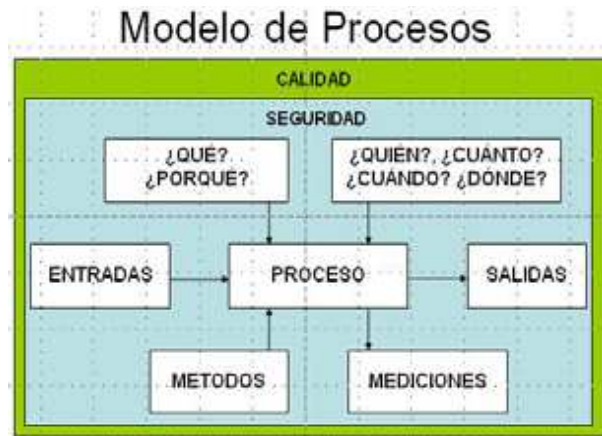 Modelo de Procesos
CALIDAD
SEGURIDAD
¿QUÉ?
¿PORQUÉ?
¿QUIÉN?, ¿CUÁNTO?
¿CUÁNDO? ¿DÓNDE?
ENTRADAS
PROCESO
SALIDAS
METODOS
MEDICIONES